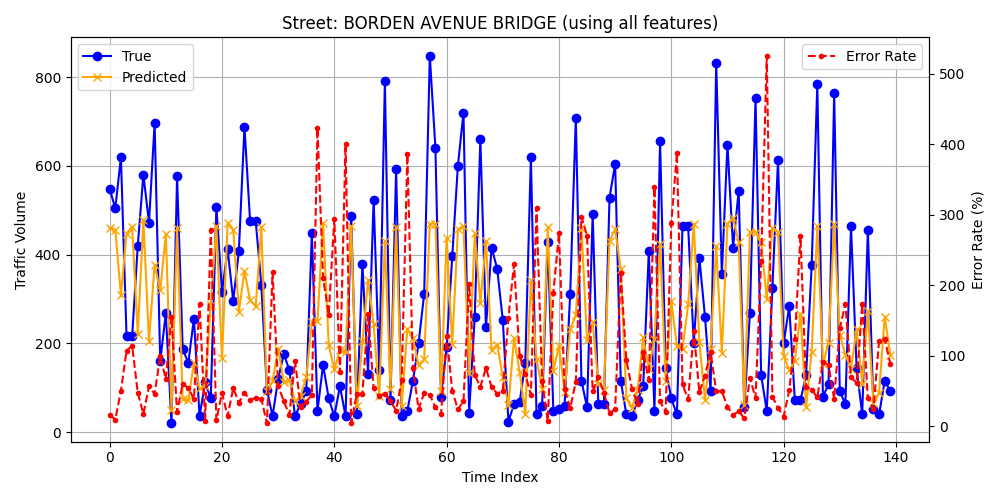 Street: BORDEN AVENUE BRIDGE (using all features)
True
Predicted
Error Rate
800
600
400
200
0
Traffic Volume
500
400
300
200
100
0
Error Rate (%)
0 20 40 60 80 100 120 140
Time Index